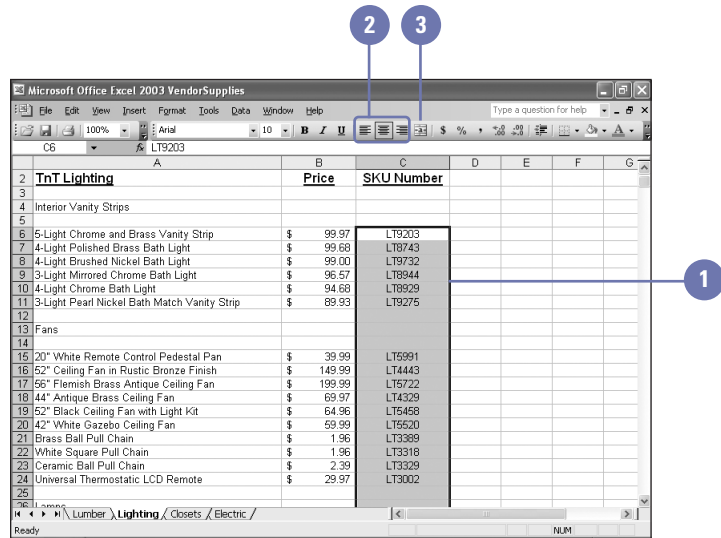 2 3
Microsoft Office Excel 2003 VendorSupplies
File Edit View Insert Format Tools Data Window Help Type a question for help
100% Arial 10 B I U $ % ,
C6 fx LT9203
A B C D E F G
2 TnT Lighting Price SKU Number
3
4 Interior Vanity Strips
5
6 5-Light Chrome and Brass Vanity Strip $ 99.97 LT9203
7 4-Light Polished Brass Bath Light $ 99.68 LT8743
8 4-Light Brushed Nickel Bath Light $ 99.00 LT9732
9 3-Light Mirrored Chrome Bath Light $ 96.57 LT8944
10 4-Light Chrome Bath Light $ 94.68 LT8929
11 3-Light Pearl Nickel Bath Match Vanity Strip $ 89.93 LT9275
1
12
13 Fans
14
15 20" White Remote Control Pedestal Pan $ 39.99 LT5991
16 52" Ceiling Fan in Rustic Bronze Finish $ 149.99 LT4443
17 56" Flemish Brass Antique Ceiling Fan $ 199.99 LT5722
18 44" Antique Brass Ceiling Fan $ 69.97 LT4329
19 52" Black Ceiling Fan with Light Kit $ 64.96 LT5458
20 42" White Gazebo Ceiling Fan $ 59.99 LT5520
21 Brass Ball Pull Chain $ 1.96 LT3389
22 White Square Pull Chain $ 1.96 LT3318
23 Ceramic Ball Pull Chain $ 2.39 LT3329
24 Universal Thermostatic LCD Remote $ 29.97 LT3002
25
26 Lamps
Lumber Lighting Closets Electric
Ready NUM